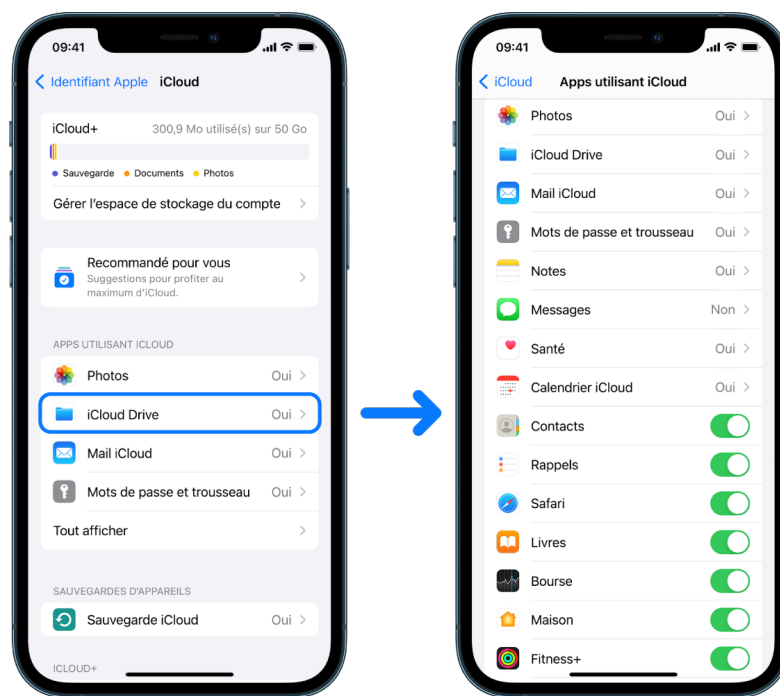 09:41
Identifiant Apple iCloud
iCloud+ 300,9 Mo utilisé(s) sur 50 Go
Sauvegarde Documents Photos
Gérer l'espace de stockage du compte
Recommandé pour vous
Suggestions pour profiter au
maximum d'iCloud.
APPS UTILISANT ICLOUD
Photos Oui
iCloud Drive Oui
Mail iCloud Oui
Mots de passe et trousseau Oui
Tout afficher
SAUVEGARDES D'APPAREILS
Sauvegarde iCloud Oui
ICLOUD+
09:41
iCloud Apps utilisant iCloud
Photos Oui
iCloud Drive Oui
Mail iCloud Oui
Mots de passe et trousseau Oui
Notes Oui
Messages Non
Santé Oui
Calendrier iCloud Oui
Contacts
Rappels
Safari
Livres
Bourse
Maison
Fitness+